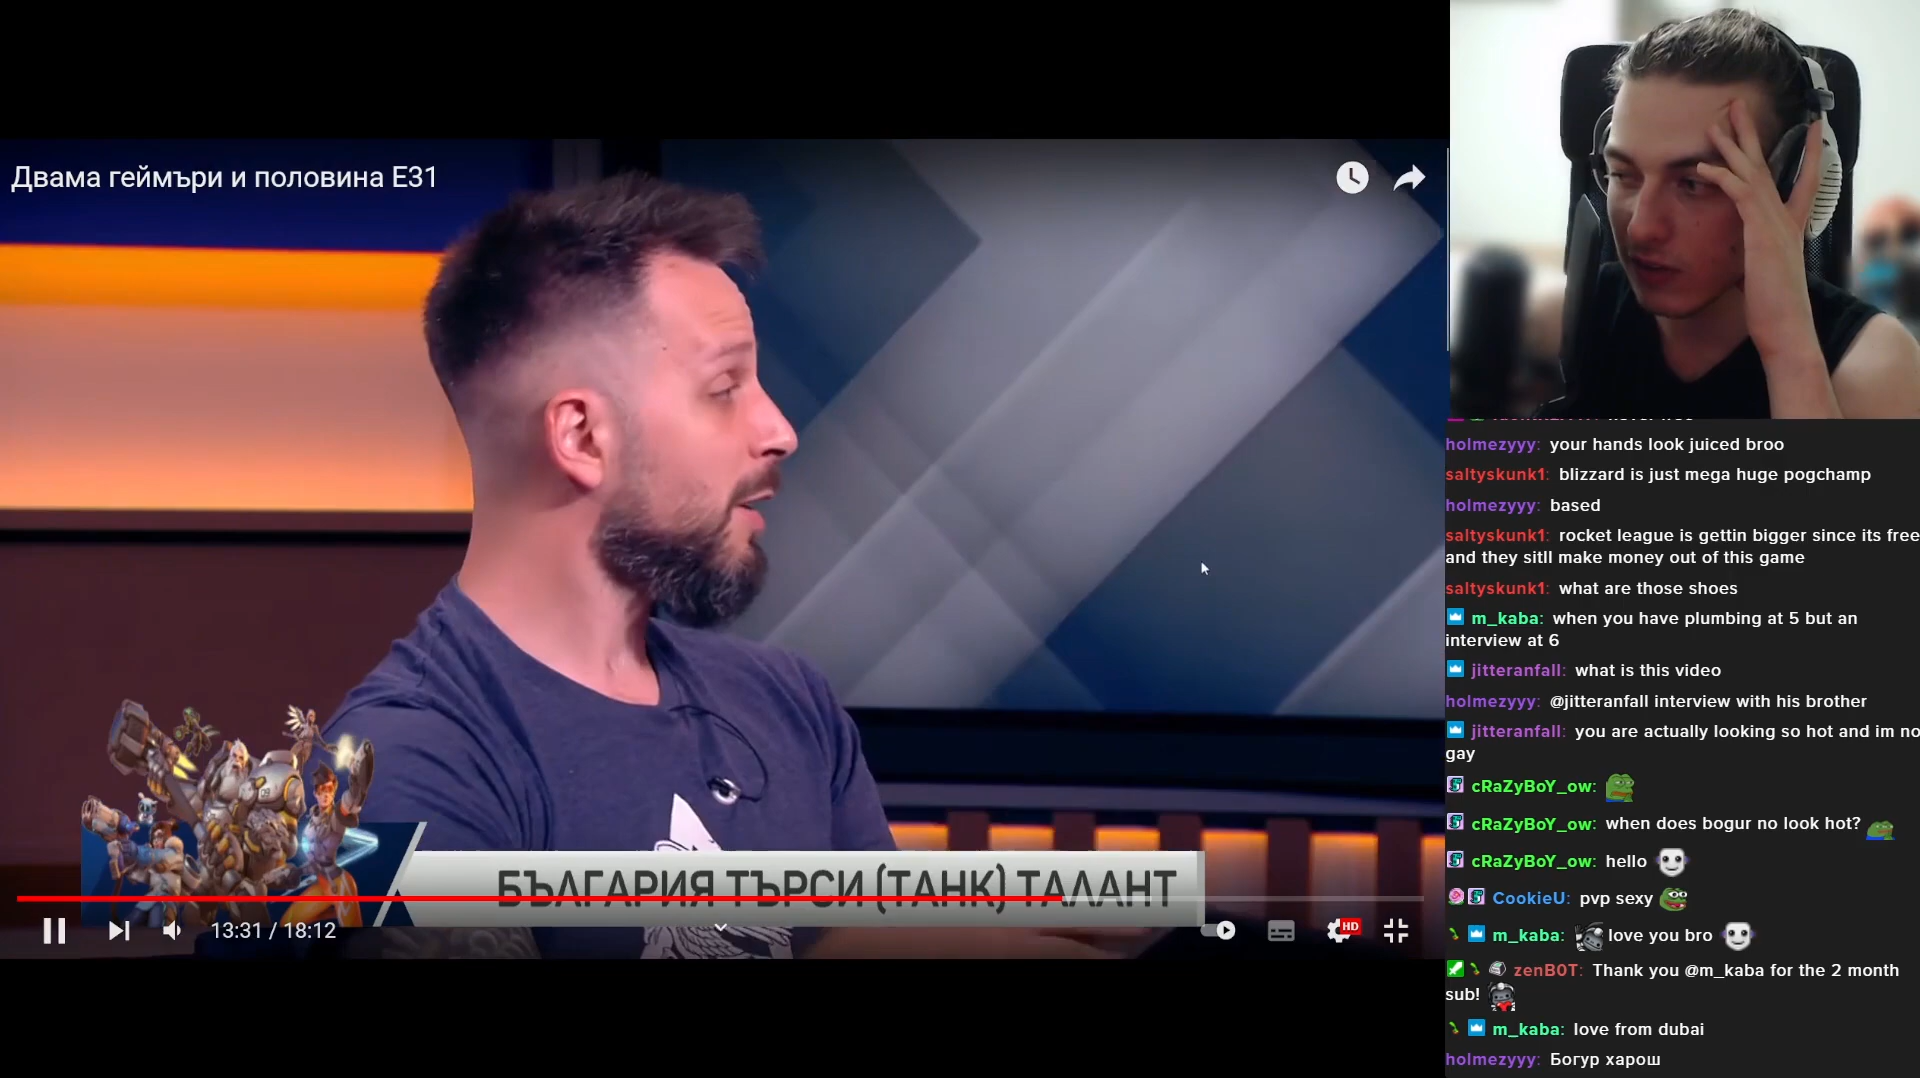 Двама геймъри и половина E31
БЪЛГАРИЯ ТЪРСИ (ТАНК) ТАЛАНТ
13:31 / 18:12
HD
holmezyyy: your hands look juiced broo
saltyskunk1: blizzard is just mega huge pogchamp
holmezyyy: based
saltyskunk1: rocket league is gettin bigger since its free
and they sitll make money out of this game
saltyskunk1: what are those shoes
m_kaba: when you have plumbing at 5 but an
interview at 6
jitteranfall: what is this video
holmezyyy: @jitteranfall interview with his brother
jitteranfall: you are actually looking so hot and im no
gay
cRaZyBoY_ow:
cRaZyBoY_ow: when does bogur no look hot?
cRaZyBoY_ow: hello
CookieU: pvp sexy
m_kaba: love you bro
zenB0T: Thank you @m_kaba for the 2 month
sub!
m_kaba: love from dubai
holmezyyy: Богур харош